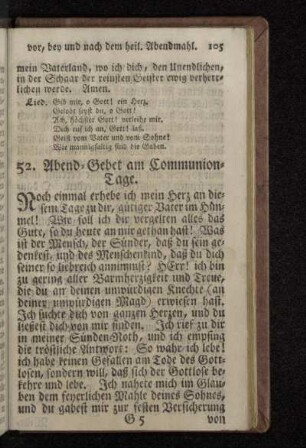 vor, bey und nach dem heil. Abendmahl. 105
mein Vaterland, wo ich dich, den Unendlichen,
in der Schaar der reinsten Geister ewig verherr-
lichen werde. Amen.
Lied. Gib mir, o Gott! ein Herz,
Gelobt seyst du, o Gott!
Ach, höchster Gott! verleihe mir,
Dich ruf ich an, Gott! laß.
Geist vom Vater und vom Sohne!
Wie mannigfaltig sind die Gaben.
52. Abend-Gebet am Communion-
Tage.
Noch einmal erhebe ich mein Herz an die-
sem Tage zu dir, gütiger Vater im Him-
mel! Wie soll ich dir vergelten alles das
Gute, so du heute an mir gethan hast! Was
ist der Mensch, der Sünder, daß du sein ge-
denkest, und des Menschenkind, daß du dich
seiner so liebreich annimmst? HErr! ich bin
zu gering aller Barmherzigkeit und Treue,
die du an deinen unwürdigen Knechte (an
deiner unwürdigen Magd) erwiesen hast.
Ich suchte dich von ganzen Herzen, und du
ließest dich von mir finden. Ich rief zu dir
in meiner Sünden-Noth, und ich empfing
die tröstliche Antwort: So wahr ich lebe! ich
habe keinen Gefallen am Tode des Gott-
losen, sondern will, daß sich der Gottlose be-
kehre und lebe. Ich nahete mich im Glau-
ben dem feyerlichen Mahle deines Sohnes,
und du gabest mir zur festen Versicherung
G 5 von